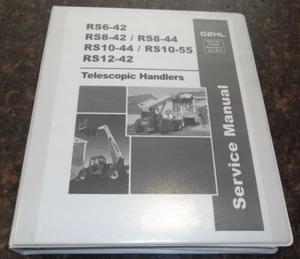 RS6-42
RS8-42 / RS8-44
RS10-44 / RS10-55
RS12-42
Telescopic Handlers
GEHL
Service Manual